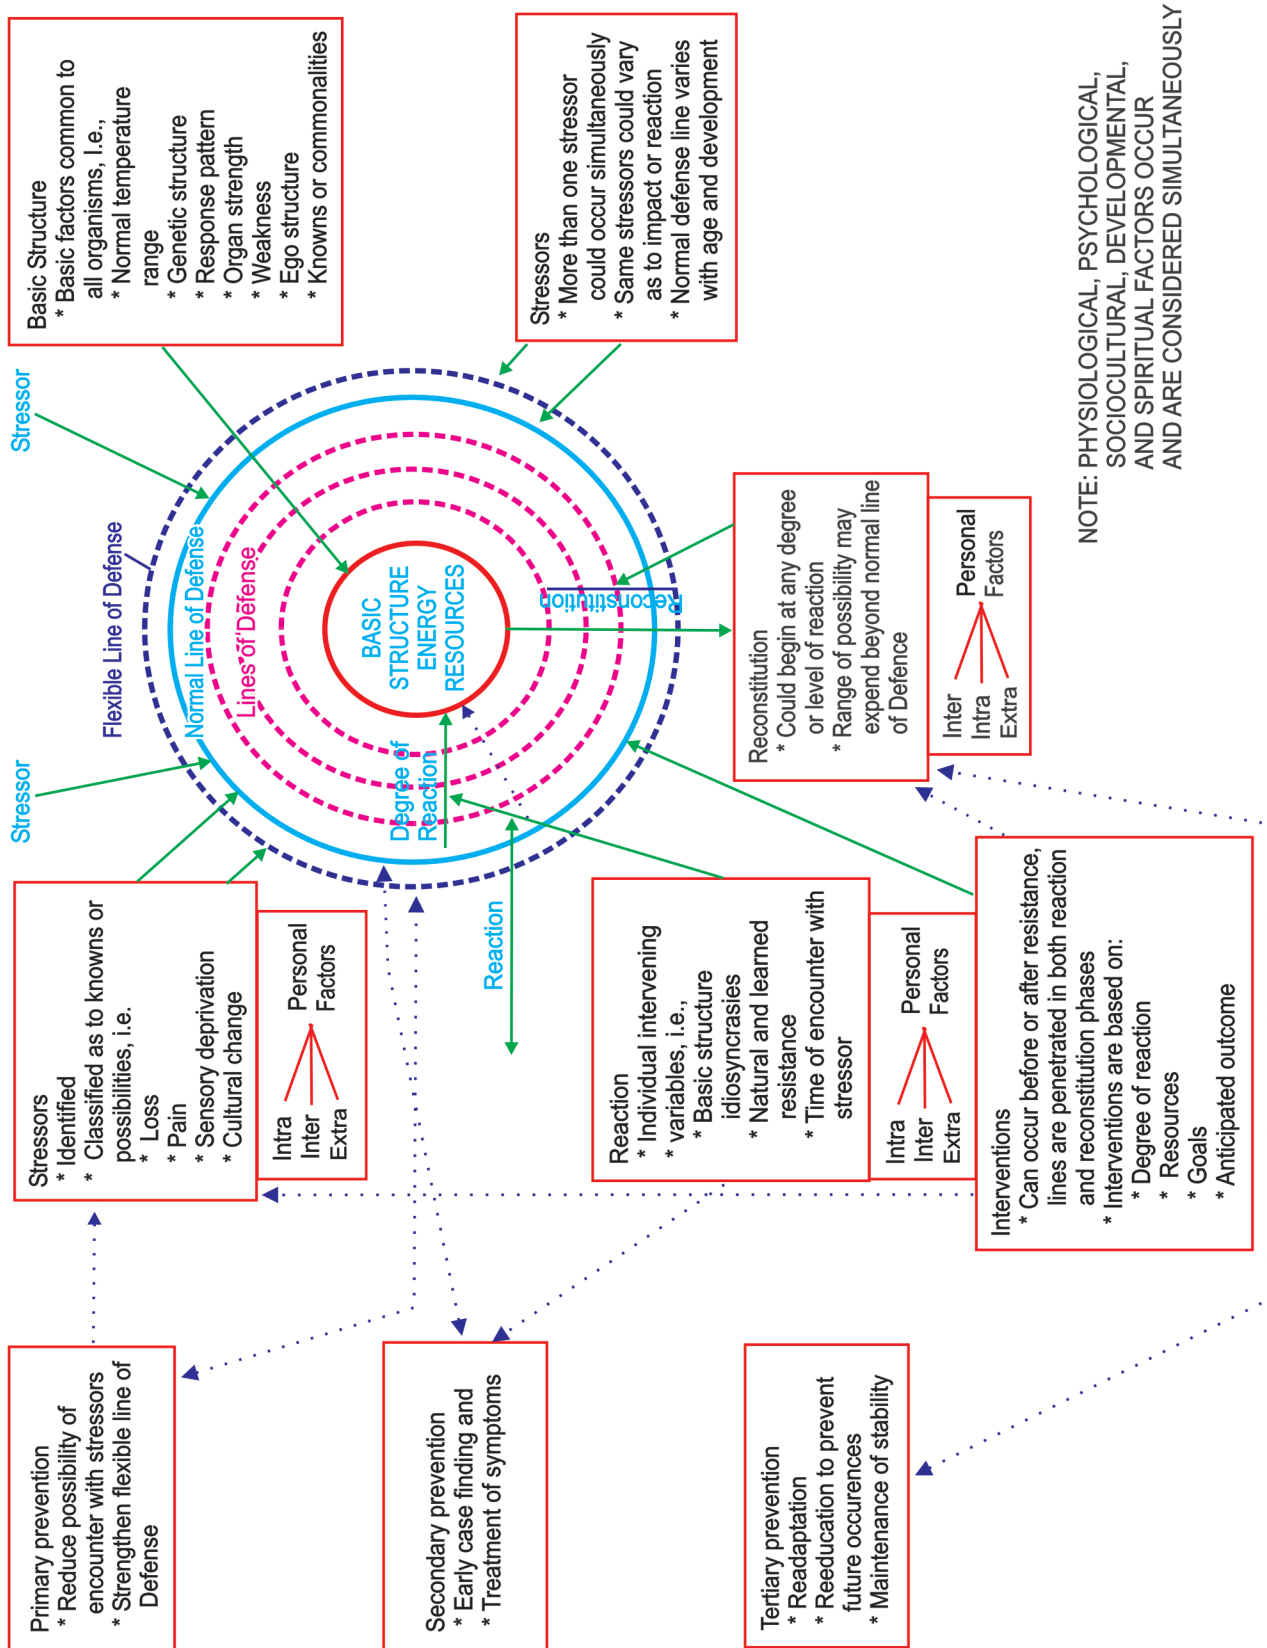 Primary prevention
* Reduce possibility of
encounter with stressors
* Strengthen flexible line of
Defense
Secondary prevention
* Early case finding and
* Treatment of symptoms
Tertiary prevention
* Readaptation
* Reeducation to prevent
future occurences
* Maintenance of stability
Stressors
* Identified
* Classified as to knowns or
possibilities, i.e.
* Loss
* Pain
* Sensory deprivation
* Cultural change
Intra
Inter
Extra
Personal
Factors
Reaction
* Individual intervening
* variables, i.e.,
* Basic structure
idiosyncrasies
* Natural and learned
resistance
* Time of encounter with
stressor
Intra
Inter
Extra
Personal
Factors
Interventions
* Can occur before or after resistance,
lines are penetrated in both reaction
and reconstitution phases
* Interventions are based on:
* Degree of reaction
* Resources
* Goals
* Anticipated outcome
Stressor
Stressor
Flexible Line of Defense
Normal Line of Defense
Lines of Defense
BASIC
STRUCTURE
ENERGY
RESOURCES
Degree of
Reaction
Reaction
Reconstitution
Reconstitution
* Could begin at any degree
or level of reaction
* Range of possibility may
expend beyond normal line
of Defence
Inter
Intra
Extra
Personal
Factors
Basic Structure
* Basic factors common to
all organisms, I.e.,
* Normal temperature
range
* Genetic structure
* Response pattern
* Organ strength
* Weakness
* Ego structure
* Knowns or commonalities
Stressors
* More than one stressor
could occur simultaneously
* Same stressors could vary
as to impact or reaction
* Normal defense line varies
with age and development
NOTE: PHYSIOLOGICAL, PSYCHOLOGICAL,
SOCIOCULTURAL, DEVELOPMENTAL,
AND SPIRITUAL FACTORS OCCUR
AND ARE CONSIDERED SIMULTANEOUSLY